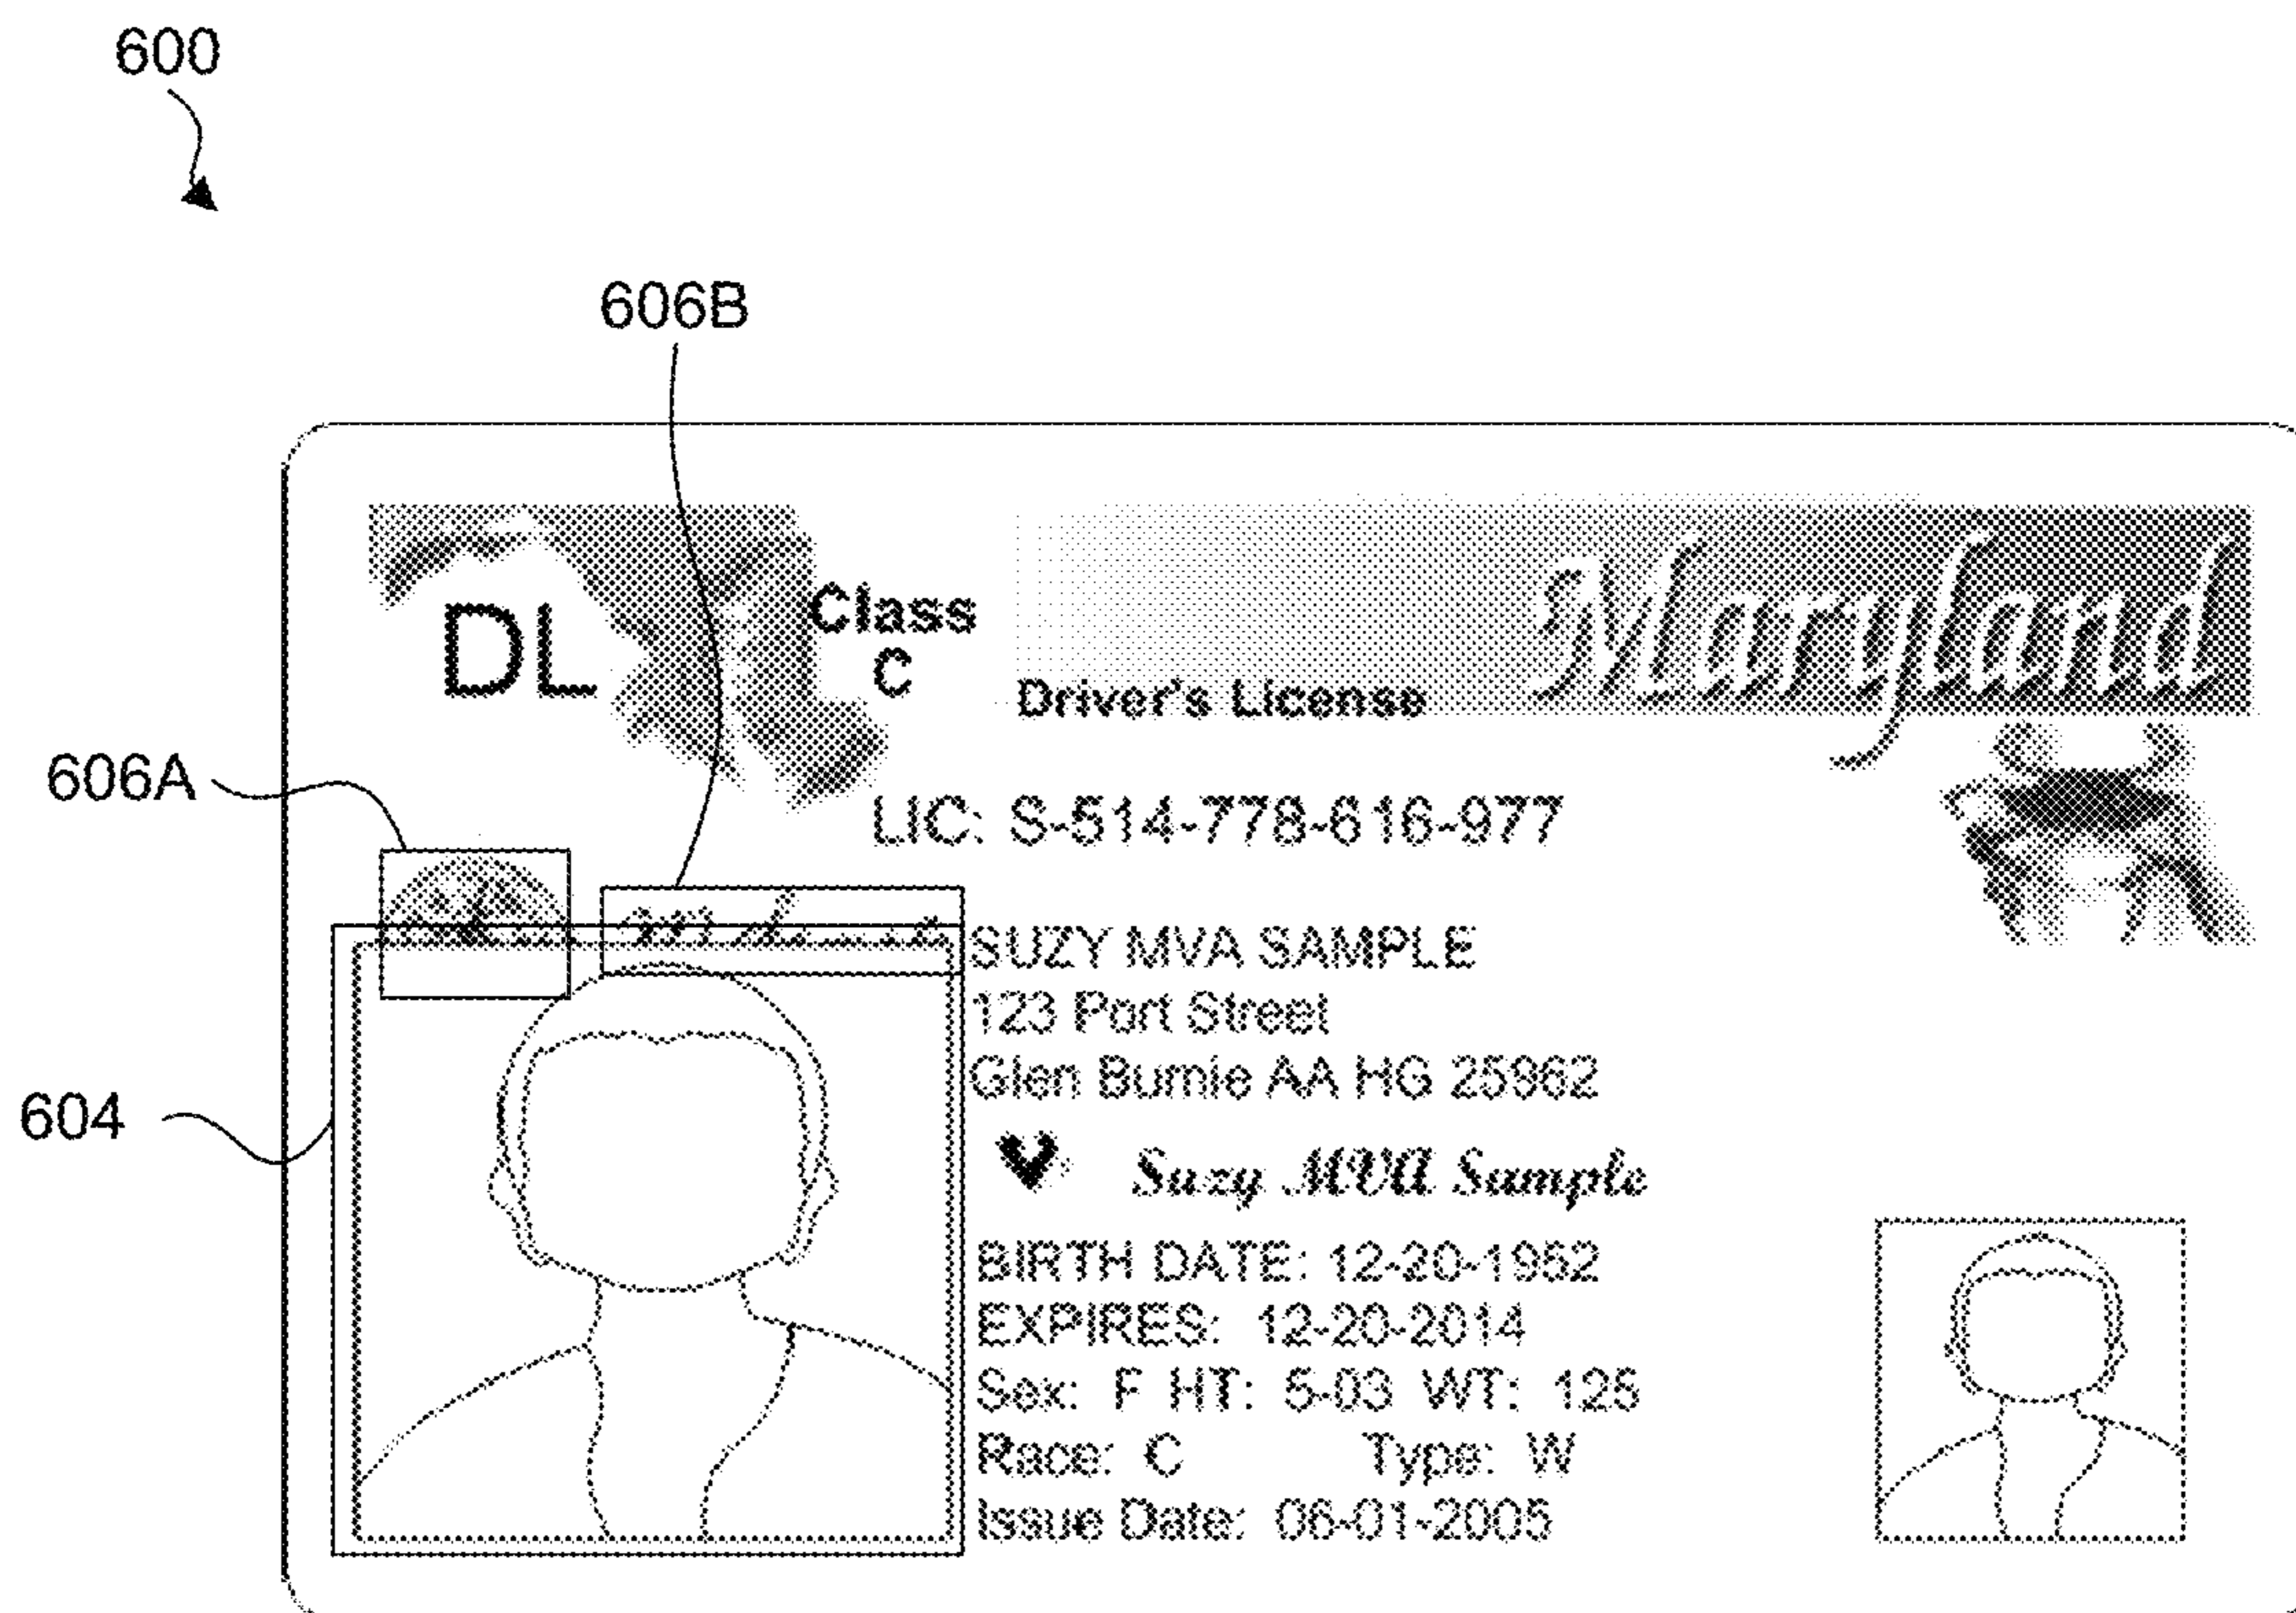 600
606B
DL
Class
C
Maryland
Driver's License
606A
LIC: S-514-778-616-977
SUZY MVA SAMPLE
123 Port Street
Glen Burnie AA HG 25962
604
Suzy MVA Sample
BIRTH DATE: 12-20-1952
EXPIRES: 12-20-2014
Sex: F HT: 5-03 WT: 125
Race: C Type: W
Issue Date: 06-01-2005